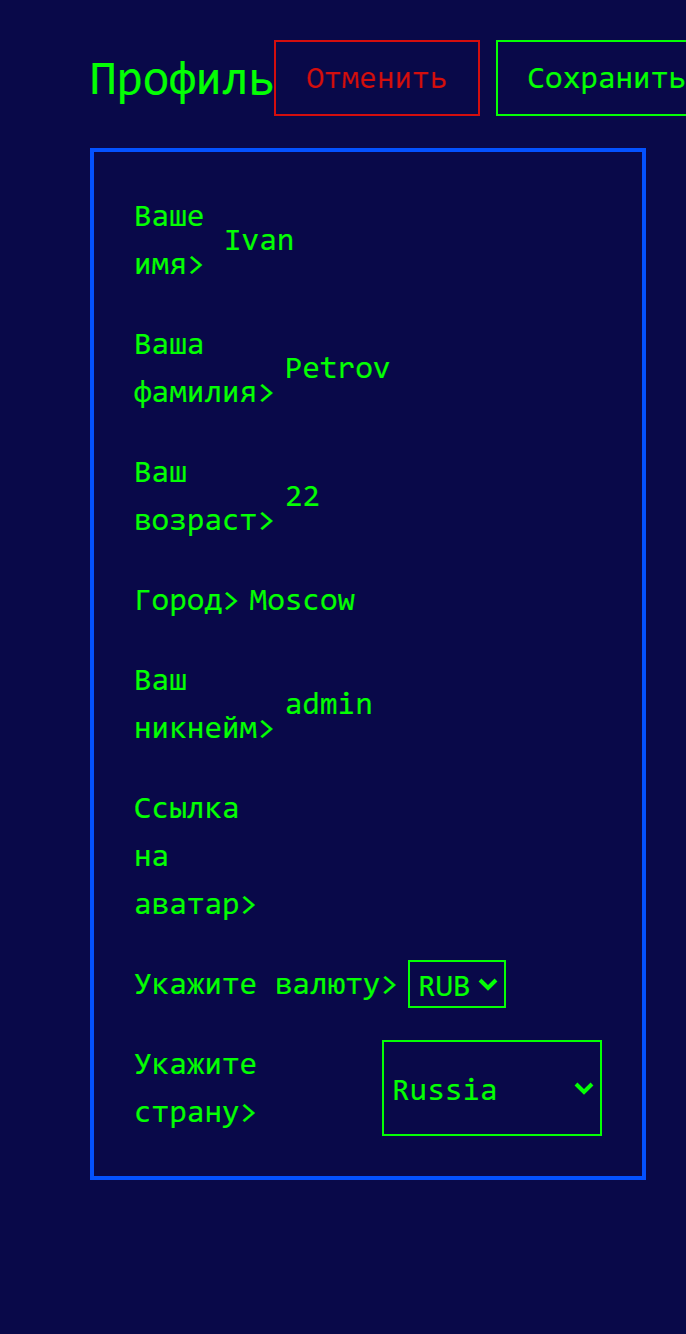 Профиль Отменить Сохранить
Ваше
имя> Ivan
Ваша
фамилия> Petrov
Ваш
возраст> 22
Город> Moscow
Ваш
никнейм> admin
Ссылка
на
аватар>
Укажите валюту> RUB
Укажите
страну> Russia